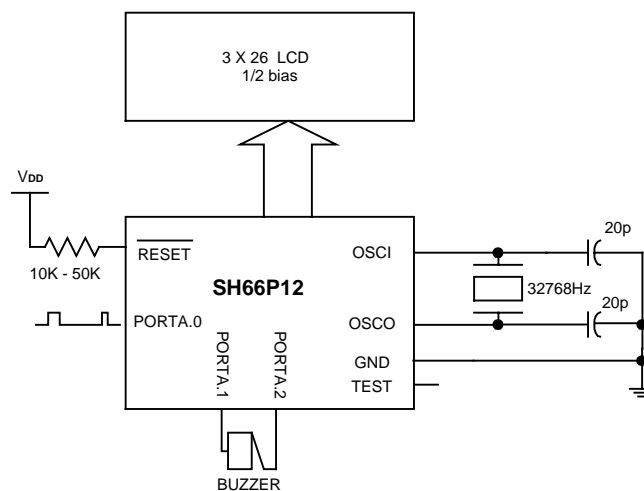 3 X 26 LCD
1/2 bias
VDD
10K - 50K
RESET
SH66P12
PORTA.0
PORTA.1
PORTA.2
OSCI
OSCO
GND
TEST
20p
32768Hz
20p
BUZZER